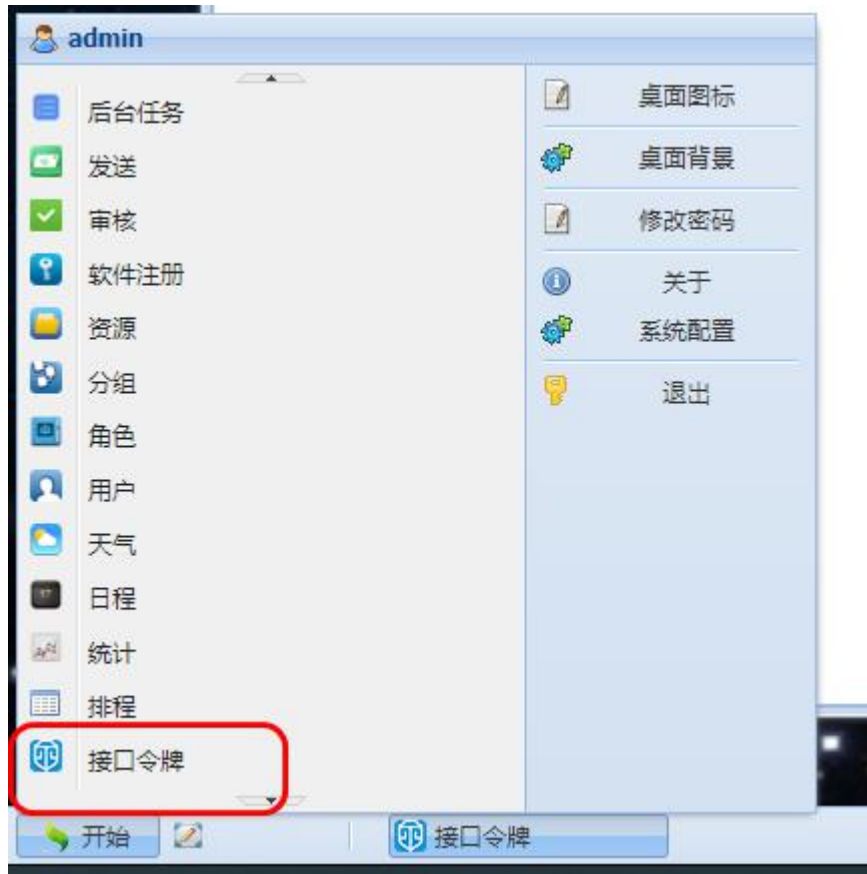 admin
后台任务
发送
审核
软件注册
资源
分组
角色
用户
天气
日程
统计
排程
接口令牌
桌面图标
桌面背景
修改密码
关于
系统配置
退出
开始
接口令牌